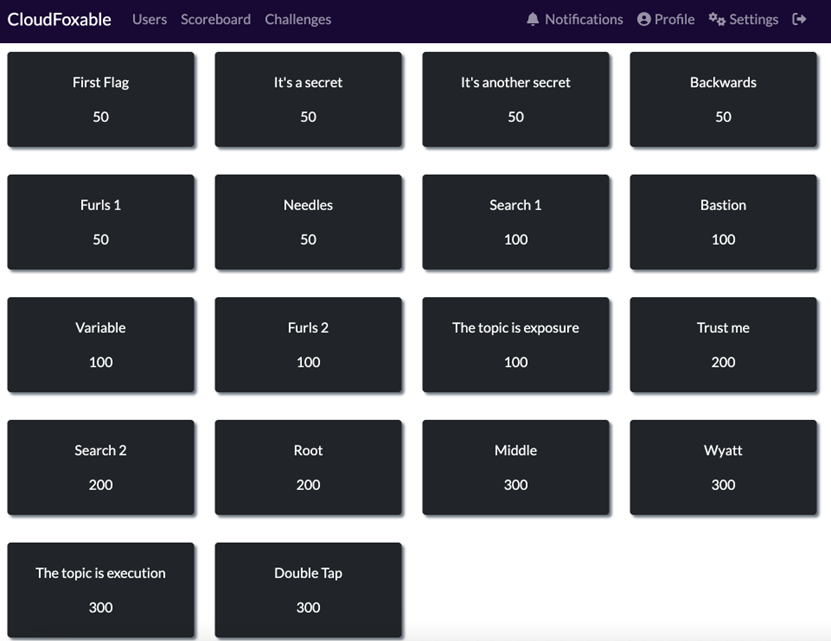 CloudFoxable Users Scoreboard Challenges Notifications Profile Settings
First Flag It's a secret It's another secret Backwards
50 50 50 50
Furls 1 Needles Search 1 Bastion
50 50 100 100
Variable Furls 2 The topic is exposure Trust me
100 100 100 200
Search 2 Root Middle Wyatt
200 200 300 300
The topic is execution Double Tap
300 300